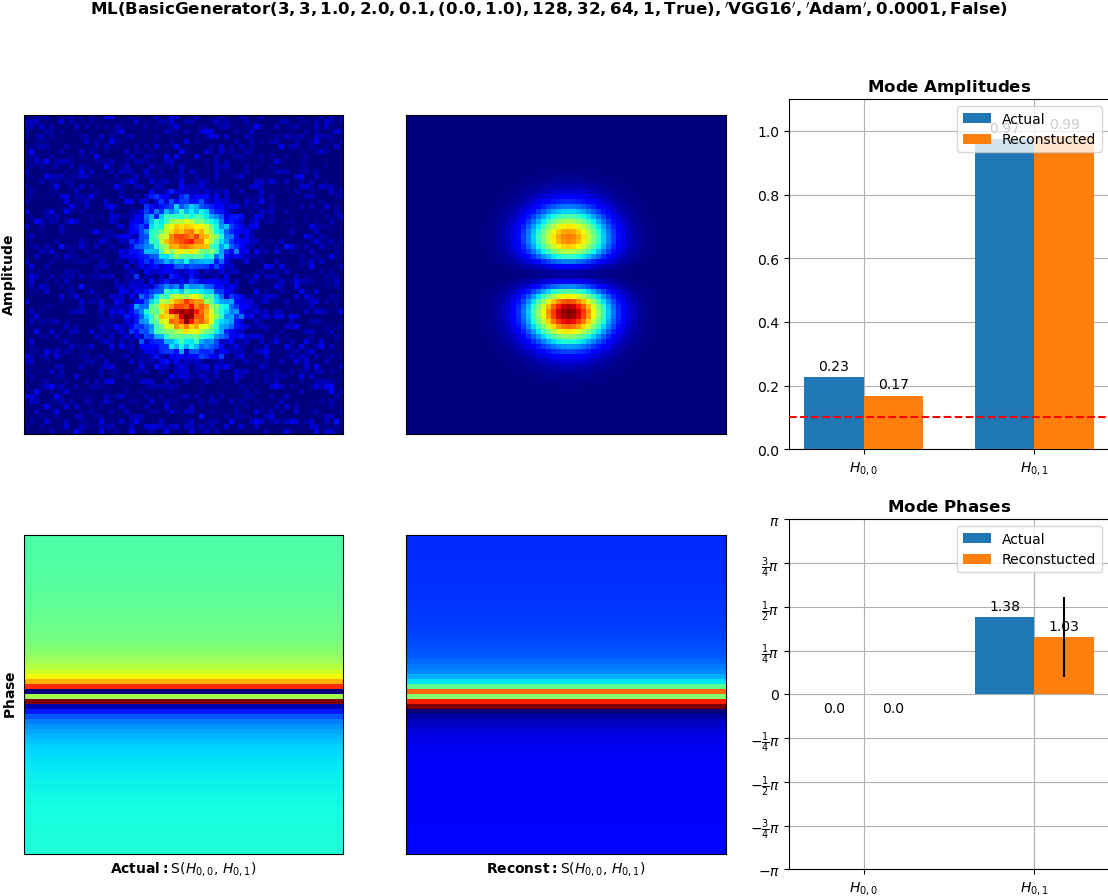 ML(BasicGenerator(3, 3, 1.0, 2.0, 0.1, (0.0, 1.0), 128, 32, 64, 1, True), 'VGG16', 'Adam', 0.0001, False)
Amplitude
Mode Amplitudes
Actual
Reconstucted
0.97
0.99
1.0
0.8
0.6
0.4
0.2
0.0
0.23
0.17
H0,0
H0,1
Phase
Actual: S(H0,0, H0,1)
Reconst: S(H0,0, H0,1)
Mode Phases
Actual
Reconstucted
π
3/4π
1/2π
1/4π
0
−1/4π
−1/2π
−3/4π
−π
1.38
1.03
0.0
0.0
H0,0
H0,1